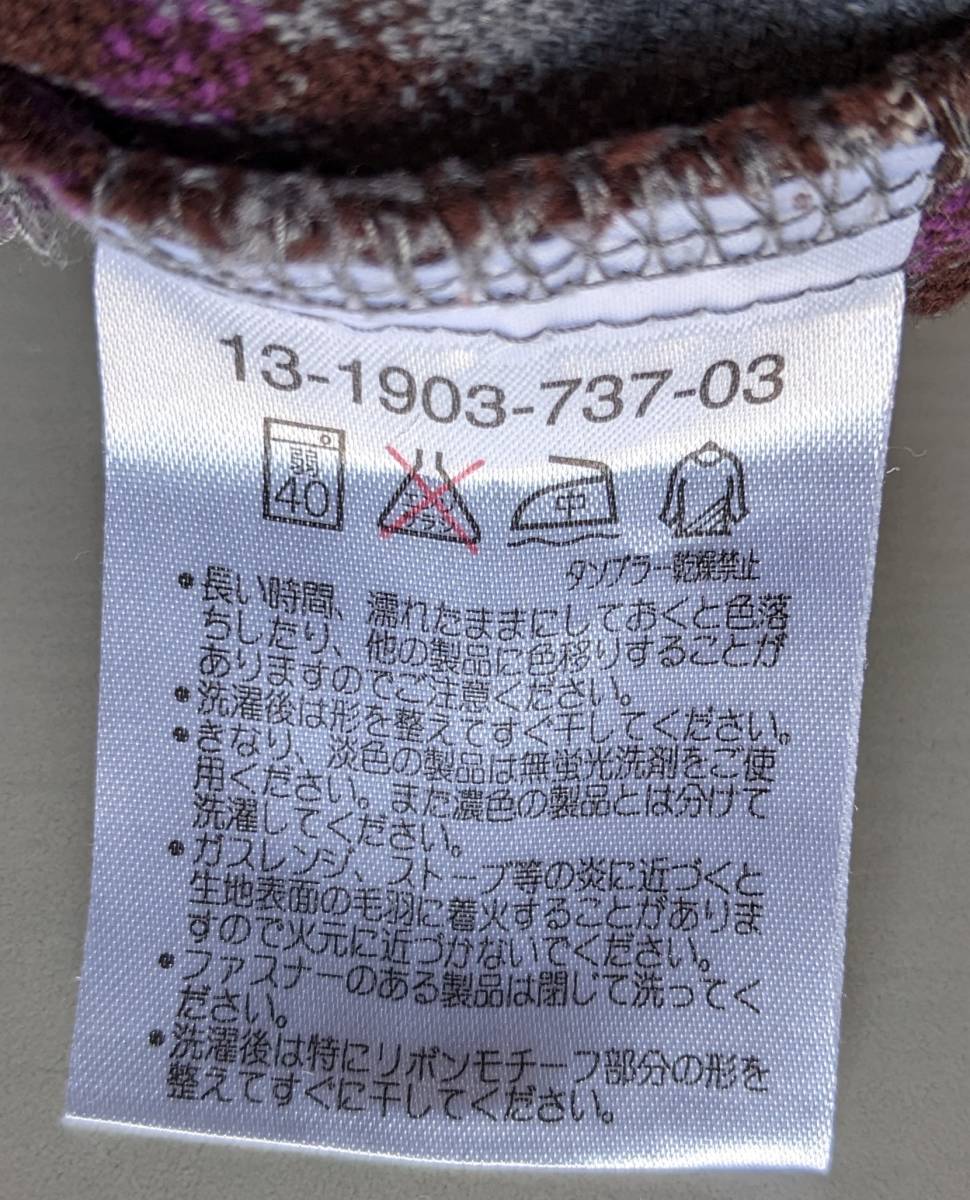 13-1903-737-03
弱
40
エンソ
サラシ
中
タンブラー乾燥禁止
•長い時間、濡れたままにしておくと色落
ちしたり、他の製品に色移りすることが
ありますのでご注意ください。
•洗濯後は形を整えてすぐ干してください。
•きなり、淡色の製品は無蛍光洗剤をご使
用ください。また濃色の製品とは分けて
洗濯してください。
•ガスレンジ、ストーブ等の炎に近づくと
生地表面の毛羽に着火することがありま
すので火元に近づかないでください。
•ファスナーのある製品は閉じて洗ってく
ださい。
•洗濯後は特にリボンモチーフ部分の形を
整えてすぐに干してください。